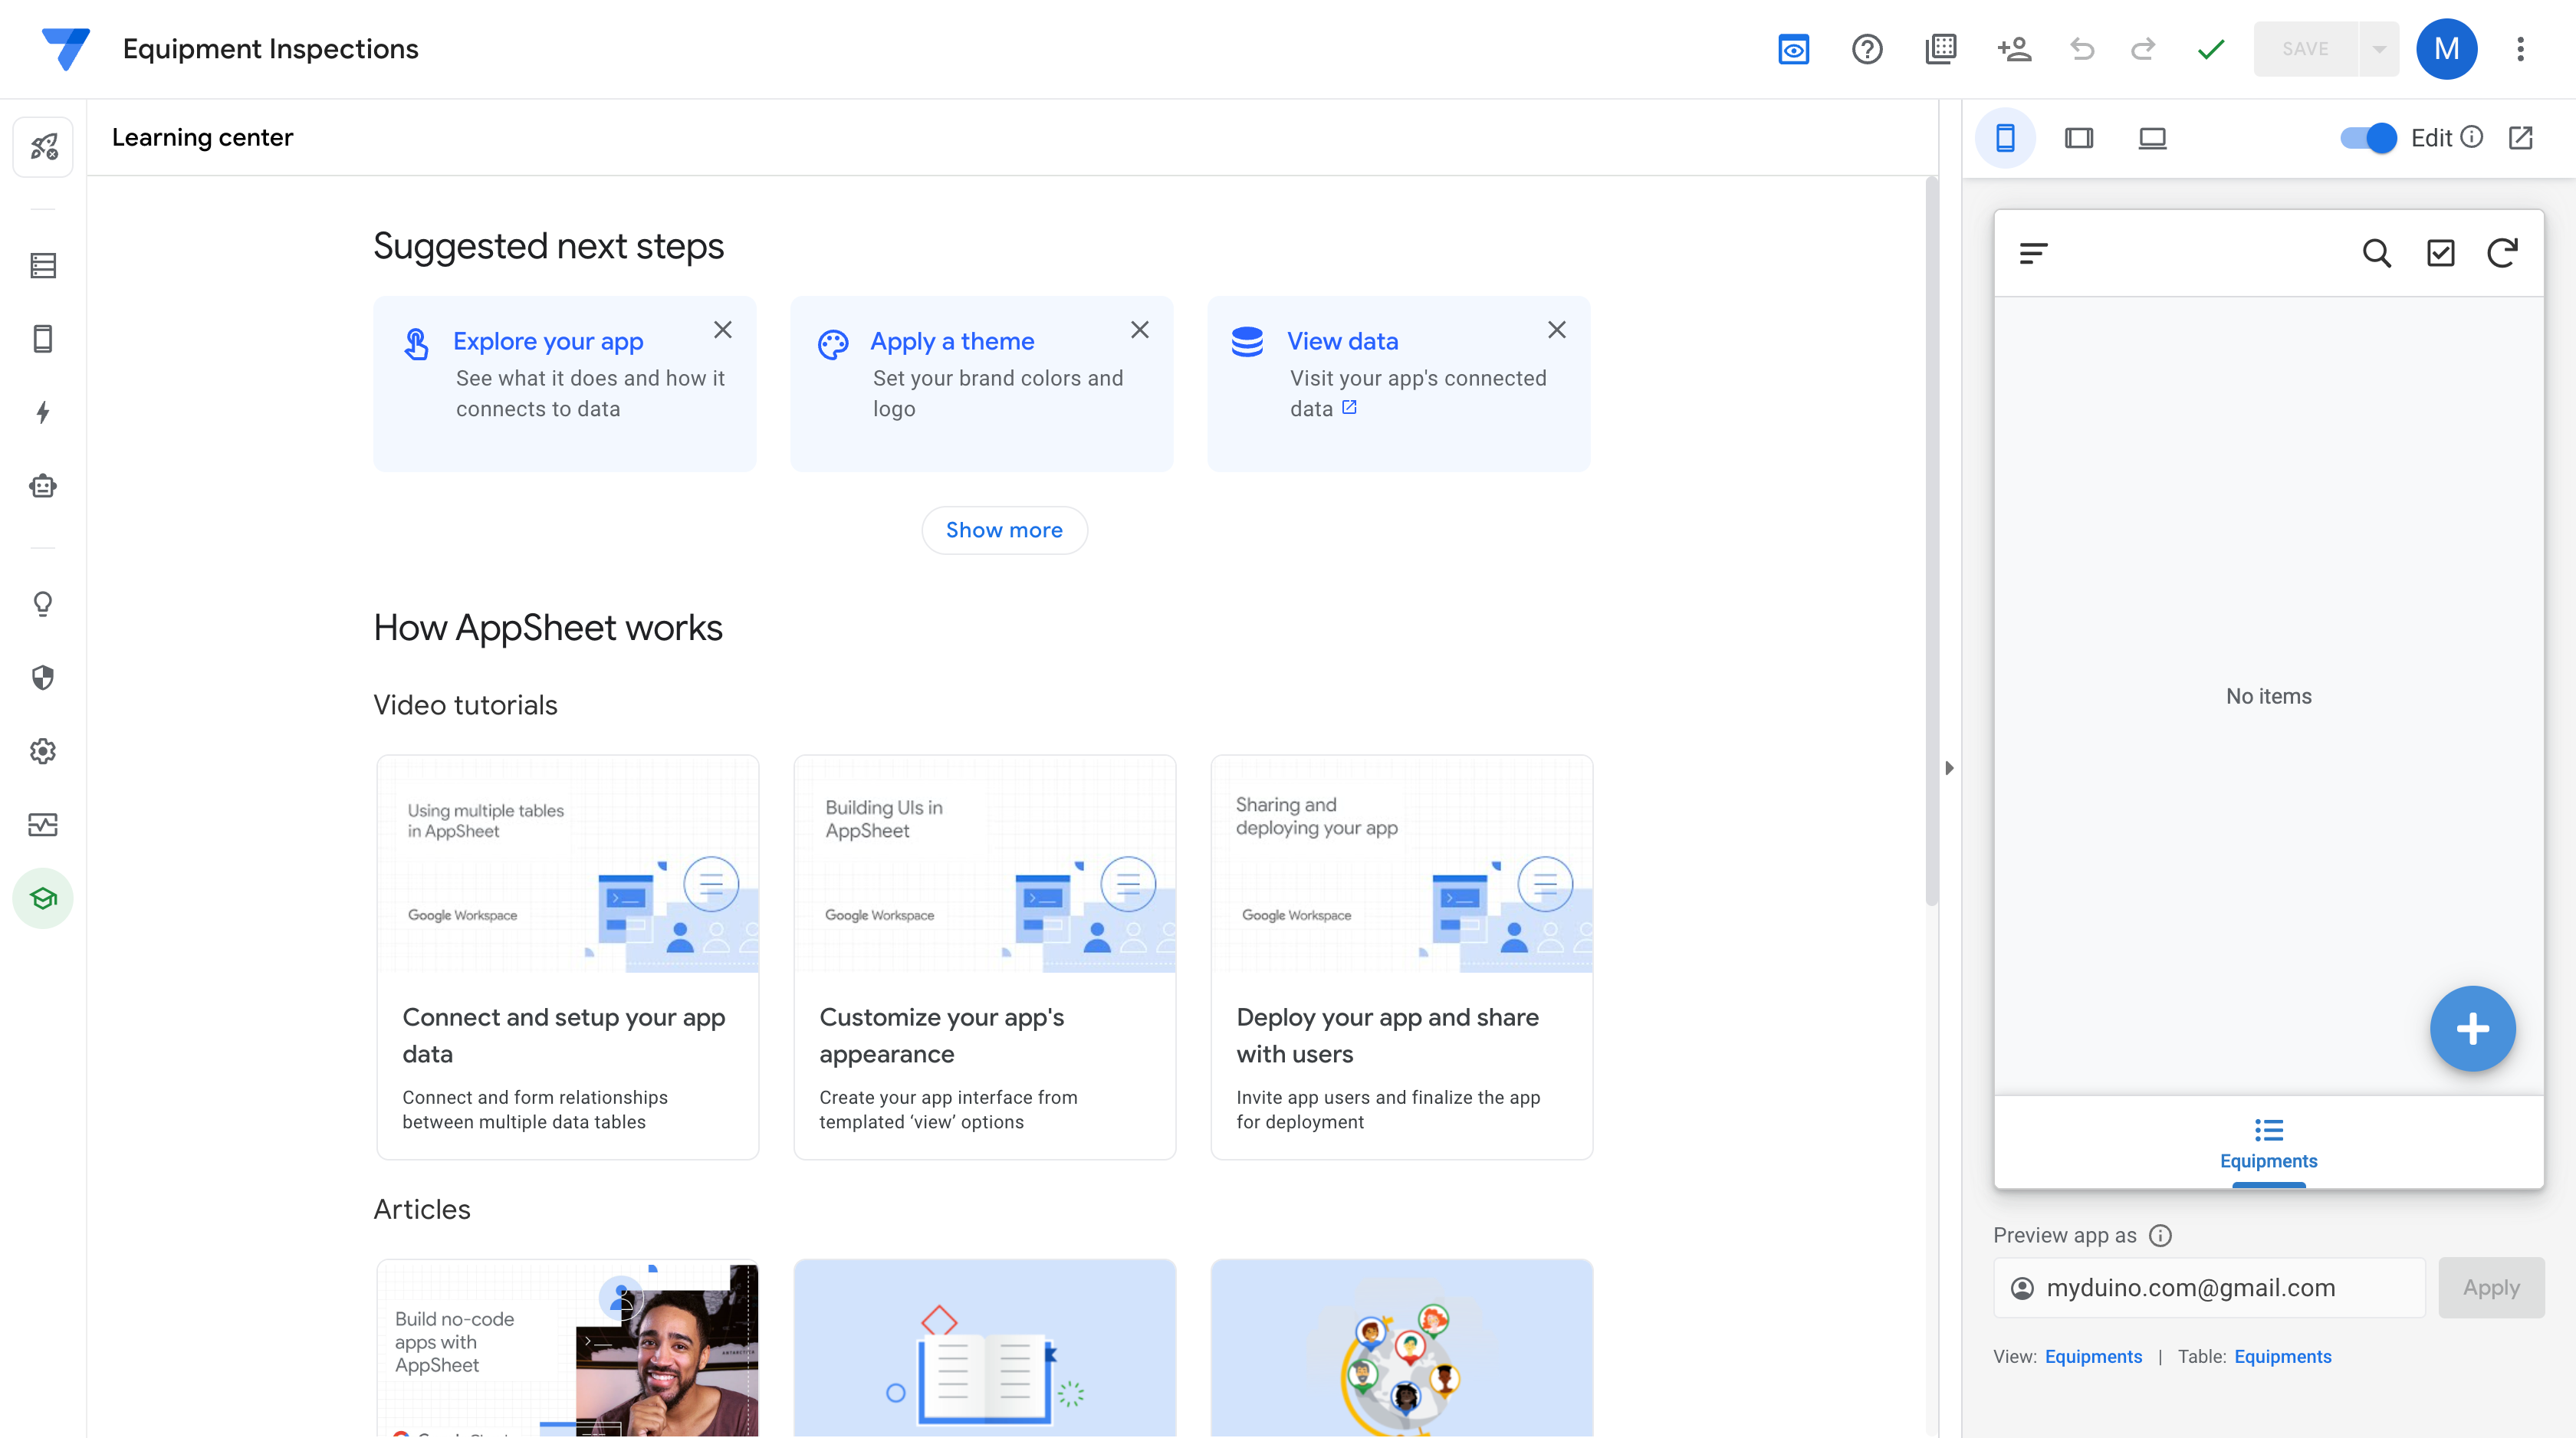 Equipment Inspections
SAVE
M
Learning center
Edit
Suggested next steps
Explore your app
See what it does and how it
connects to data
Apply a theme
Set your brand colors and
logo
View data
Visit your app's connected
data
Show more
How AppSheet works
Video tutorials
Using multiple tables
in AppSheet
Google Workspace
Connect and setup your app
data
Connect and form relationships
between multiple data tables
Building UIs in
AppSheet
Google Workspace
Customize your app's
appearance
Create your app interface from
templated ‘view’ options
Sharing and
deploying your app
Google Workspace
Deploy your app and share
with users
Invite app users and finalize the app
for deployment
Articles
Build no-code
apps with
AppSheet
No items
Equipments
Preview app as
myduino.com@gmail.com
Apply
View: Equipments | Table: Equipments